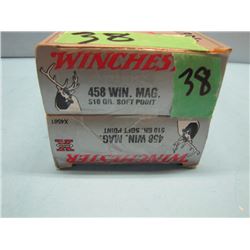 38
WINCHESTER
38
458 WIN. MAG.
510 GR. SOFT POINT
X4581
458 WIN. MAG.
510 GR. SOFT POINT
X
WINCHESTER